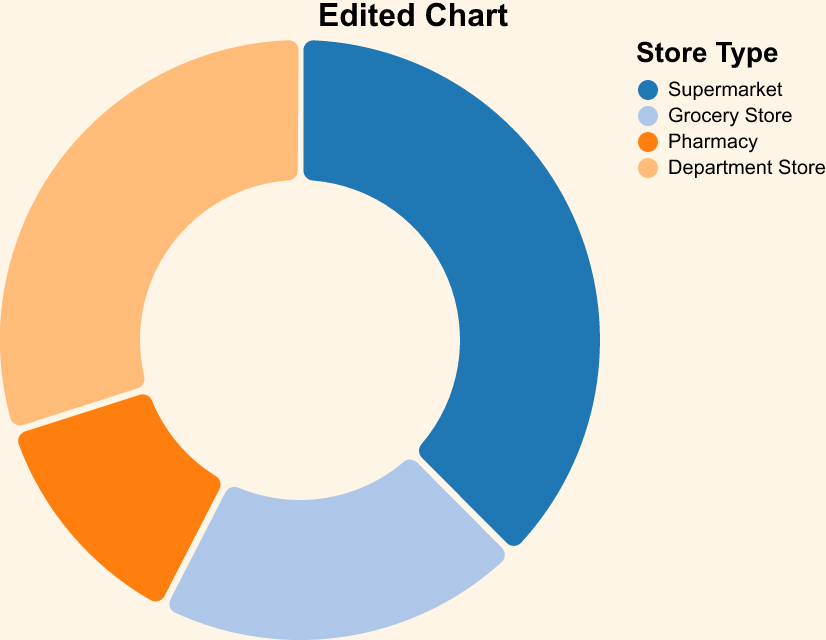 Edited Chart
Store Type
Supermarket
Grocery Store
Pharmacy
Department Store